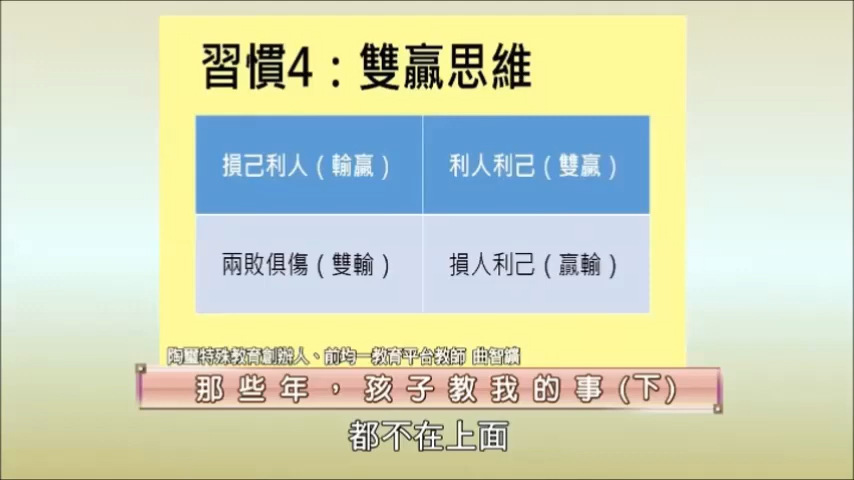 習慣4：雙贏思維
損己利人（輸贏）
利人利己（雙贏）
兩敗俱傷（雙輸）
損人利己（贏輸）
陶璽特殊教育創辦人、前均一教育平台教師 曲智鑛
那些年，孩子教我的事(下)
都不在上面